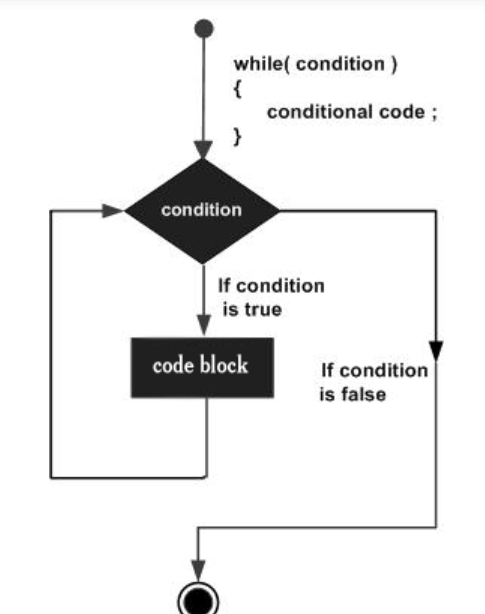 while( condition )
{
conditional code ;
}
condition
If condition
is true
code block
If condition
is false